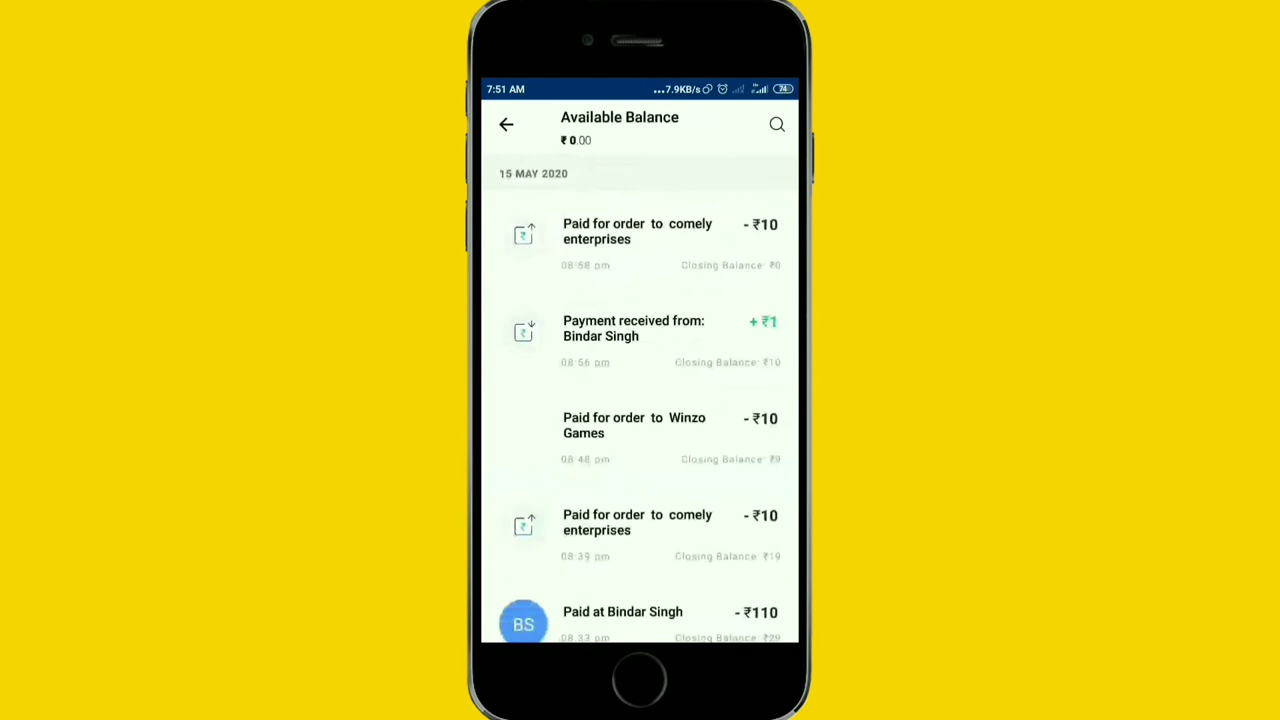 7:51 AM
...7.9KB/s
74
Available Balance
₹ 0.00
15 MAY 2020
Paid for order to comely
enterprises
- ₹10
08:58 pm
Closing Balance: ₹0
Payment received from:
Bindar Singh
+ ₹1
08:56 pm
Closing Balance: ₹10
Paid for order to Winzo
Games
- ₹10
08:48 pm
Closing Balance: ₹9
Paid for order to comely
enterprises
- ₹10
08:39 pm
Closing Balance: ₹19
BS
Paid at Bindar Singh
- ₹110
08:33 pm
Closing Balance: ₹29